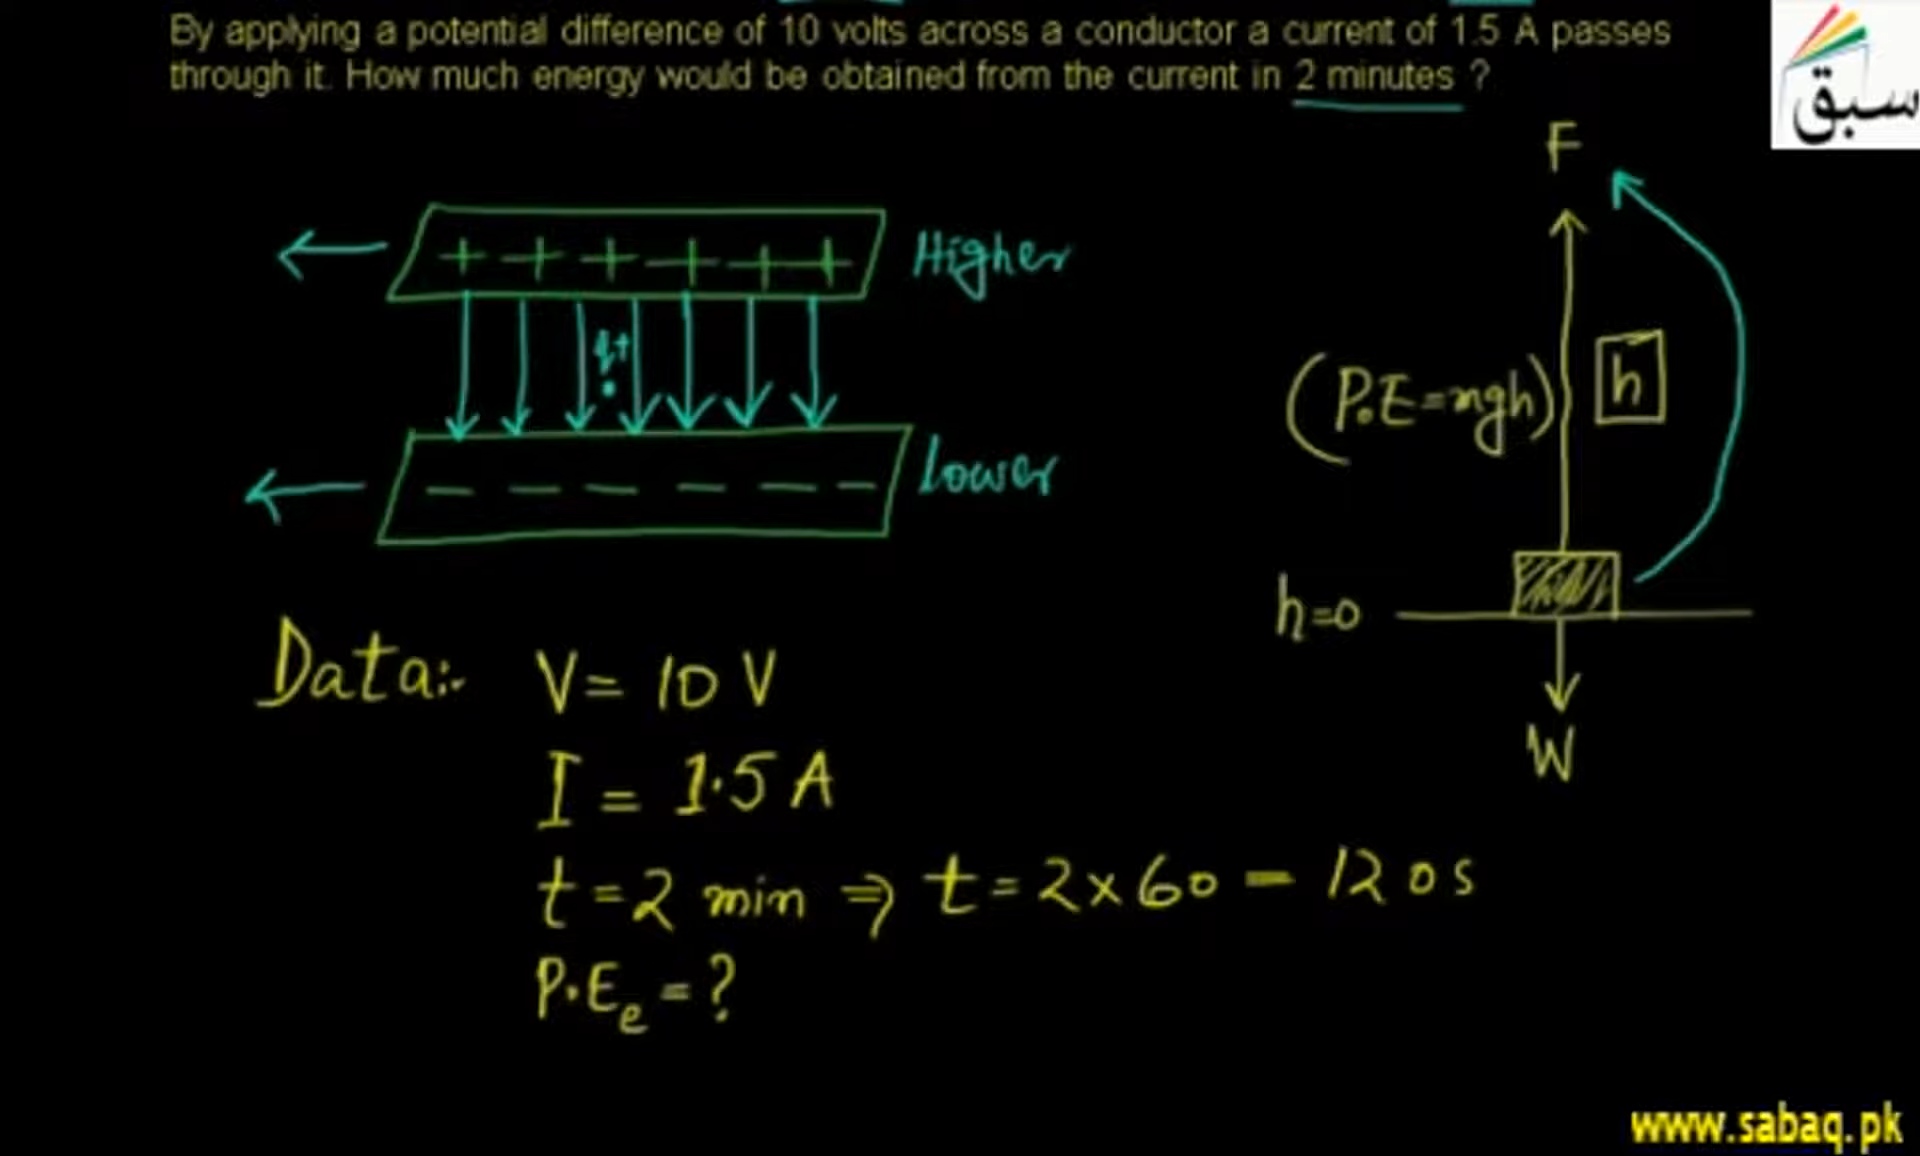 By applying a potential difference of 10 volts across a conductor a current of 1.5 A passes
through it. How much energy would be obtained from the current in 2 minutes ?
سبق
F
+ + + + + +
Higher
q+
(P.E=mgh)
h
- - - - - -
Lower
h=0
W
Data:-
V= 10 V
I = 1.5 A
t = 2 min ⇒ t = 2×60 = 120s
P.Ee = ?
www.sabaq.pk